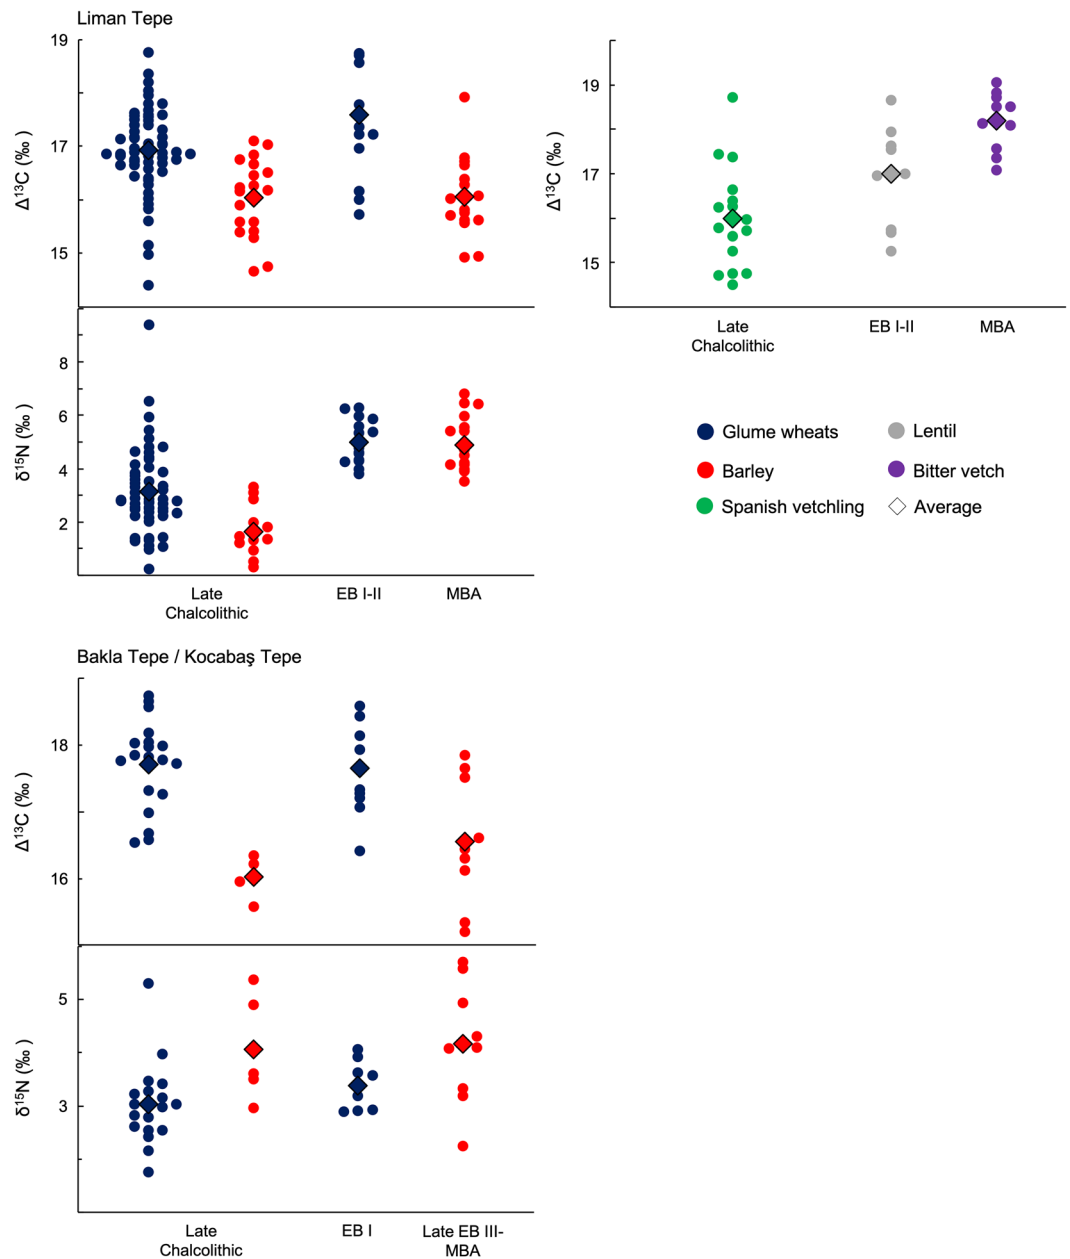 Liman Tepe
19
17
15
Δ¹³C (‰ )
8
6
4
2
δ¹⁵N (‰ )
Late
Chalcolithic
EB I-II
MBA
19
17
15
Δ¹³C (‰ )
Late
Chalcolithic
EB I-II
MBA
Glume wheats
Lentil
Barley
Bitter vetch
Spanish vetchling
Average
Bakla Tepe / Kocabaş Tepe
18
16
Δ¹³C (‰ )
5
3
δ¹⁵N (‰ )
Late
Chalcolithic
EB I
Late EB III-
MBA